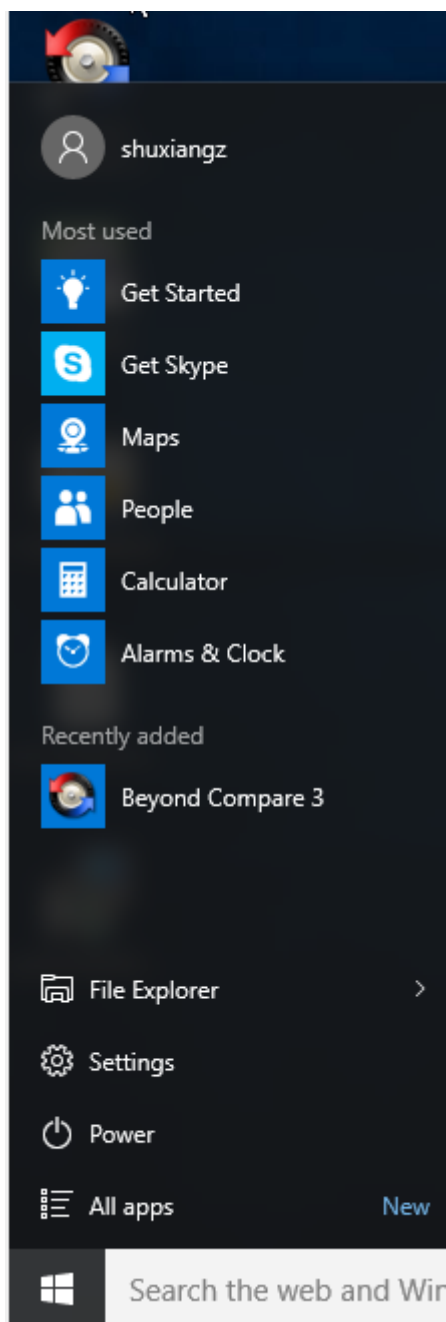 shuxiangz
Most used
Get Started
Get Skype
Maps
People
Calculator
Alarms & Clock
Recently added
Beyond Compare 3
File Explorer
Settings
Power
All apps New
Search the web and Win